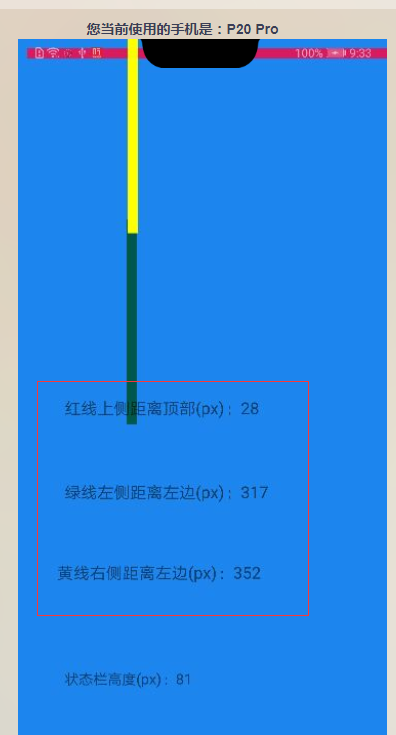 您当前使用的手机是：P20 Pro
100% 9:33
红线上侧距离顶部(px)：28
绿线左侧距离左边(px)：317
黄线右侧距离左边(px)：352
状态栏高度(px)：81